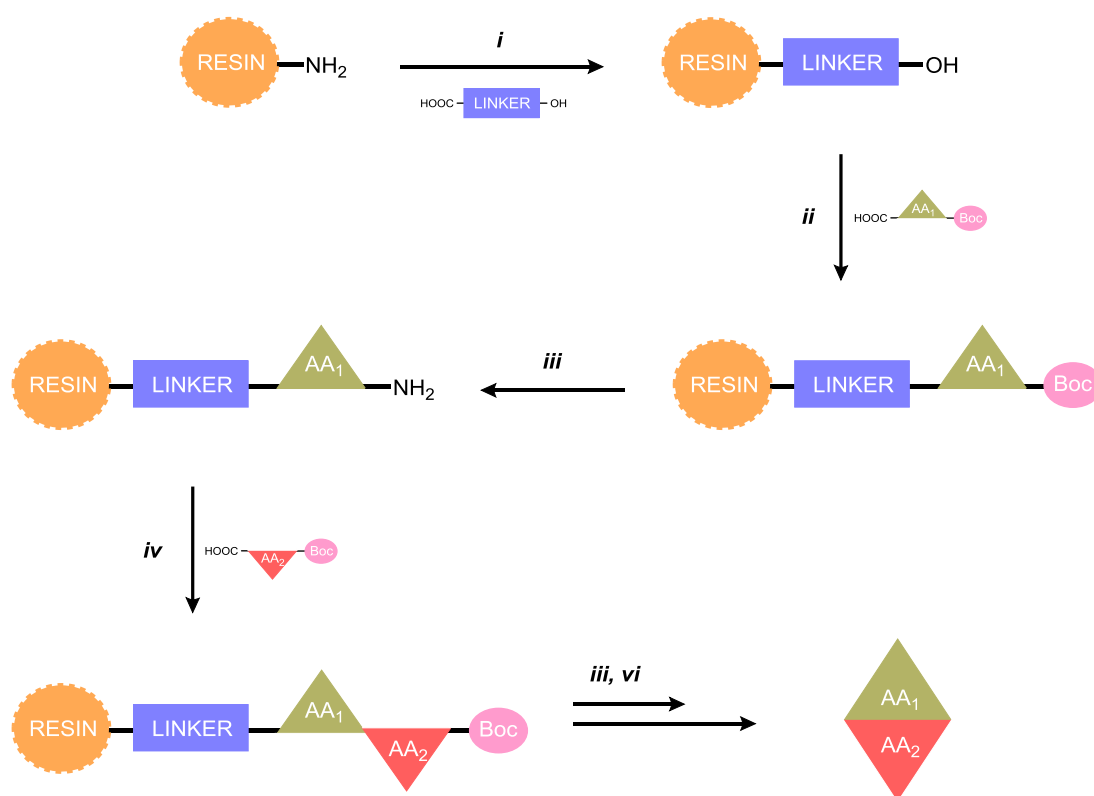 RESIN NH₂
i
HOOC LINKER OH
RESIN LINKER OH
ii
HOOC AA₁ Boc
RESIN LINKER AA₁ NH₂
iii
RESIN LINKER AA₁ Boc
iv
HOOC AA₂ Boc
RESIN LINKER AA₁ AA₂ Boc
iii, vi
AA₁
AA₂